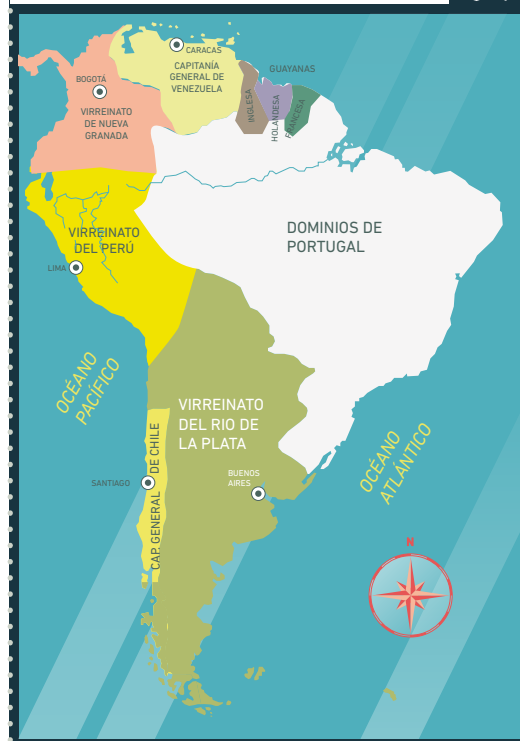 CARACAS
CAPITANÍA
GENERAL DE
VENEZUELA
GUAYANAS
INGLESA
HOLANDESA
FRANCESA
BOGOTÁ
VIRREINATO
DE NUEVA
GRANADA
VIRREINATO
DEL PERÚ
LIMA
DOMINIOS DE
PORTUGAL
OCÉANO
PACÍFICO
VIRREINATO
DEL RIO DE
LA PLATA
CAP. GENERAL DE CHILE
SANTIAGO
BUENOS
AIRES
OCÉANO
ATLÁNTICO
N